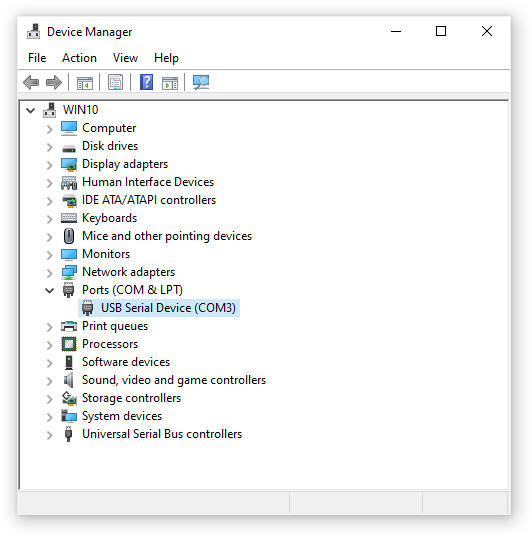 Device Manager
File Action View Help
WIN10
Computer
Disk drives
Display adapters
Human Interface Devices
IDE ATA/ATAPI controllers
Keyboards
Mice and other pointing devices
Monitors
Network adapters
Ports (COM & LPT)
USB Serial Device (COM3)
Print queues
Processors
Software devices
Sound, video and game controllers
Storage controllers
System devices
Universal Serial Bus controllers